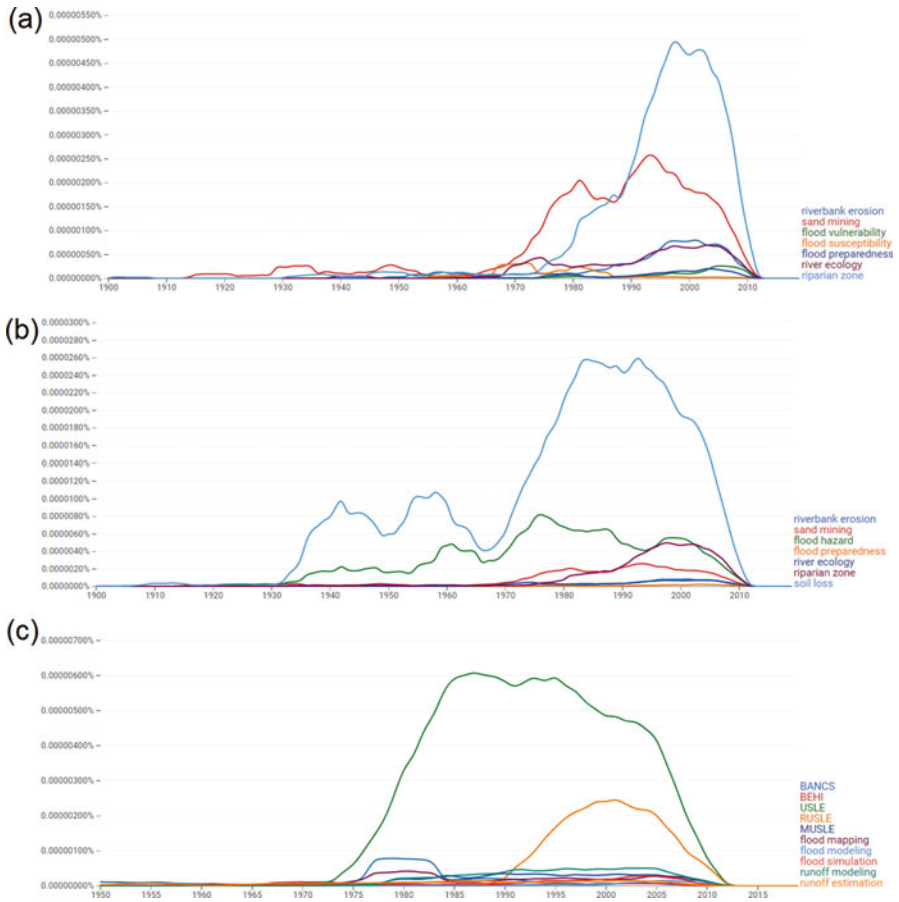 (a)
0.00000550%
0.00000500%
0.00000450%
0.00000400%
0.00000350%
0.00000300%
0.00000250%
0.00000200%
0.00000150%
0.00000100%
0.00000050%
0.00000000%
1900 1910 1920 1930 1940 1950 1960 1970 1980 1990 2000 2010
riverbank erosion
sand mining
flood vulnerability
flood susceptibility
flood preparedness
river ecology
riparian zone
(b)
0.0000300%
0.0000280%
0.0000260%
0.0000240%
0.0000220%
0.0000200%
0.0000180%
0.0000160%
0.0000140%
0.0000120%
0.0000100%
0.0000080%
0.0000060%
0.0000040%
0.0000020%
0.0000000%
1900 1910 1920 1930 1940 1950 1960 1970 1980 1990 2000 2010
riverbank erosion
sand mining
flood hazard
flood preparedness
river ecology
riparian zone
soil loss
(c)
0.00000700%
0.00000600%
0.00000500%
0.00000400%
0.00000300%
0.00000200%
0.00000100%
0.00000000%
1950 1955 1960 1965 1970 1975 1980 1985 1990 1995 2000 2005 2010 2015
BANCS
BEHI
USLE
RUSLE
MUSLE
flood mapping
flood modeling
flood simulation
runoff modeling
runoff estimation